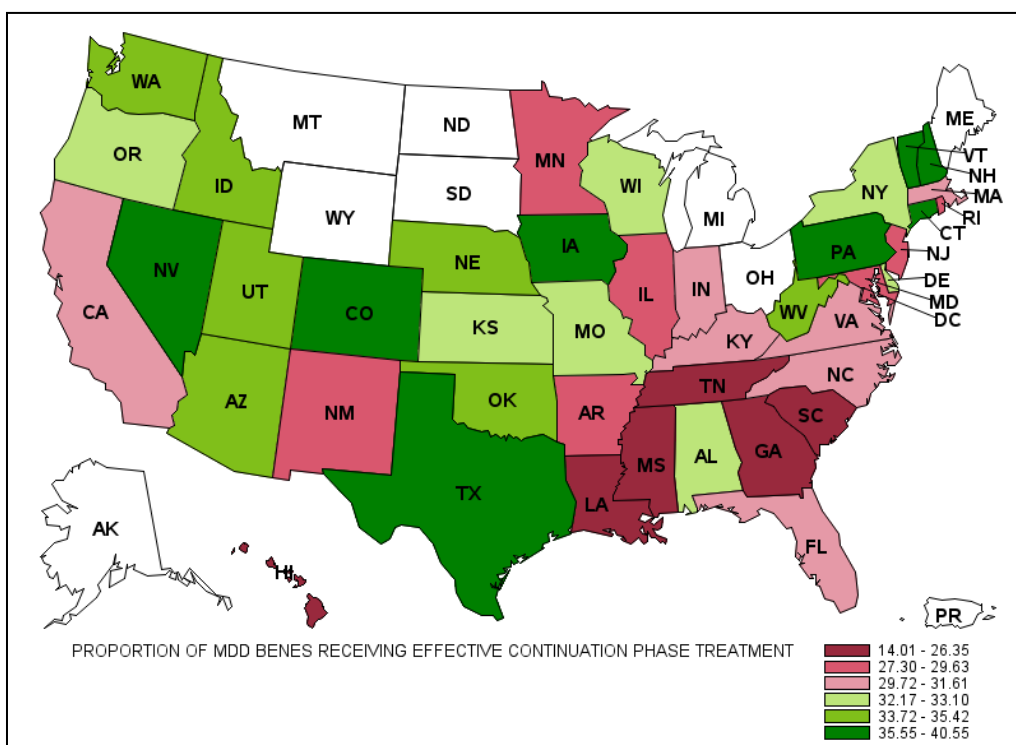 WA
MT
ND
ME
OR
MN
VT
ID
WI
NH
NY
SD
MA
WY
MI
RI
CT
IA
PA
NV
NE
NJ
OH
UT
IL
IN
DE
CO
MD
CA
WV
KS
MO
DC
VA
KY
NC
TN
AZ
OK
NM
AR
SC
GA
AL
MS
TX
LA
AK
FL
HI
PR
PROPORTION OF MDD BENES RECEIVING EFFECTIVE CONTINUATION PHASE TREATMENT
14.01 - 26.35
27.30 - 29.63
29.72 - 31.61
32.17 - 33.10
33.72 - 35.42
35.55 - 40.55